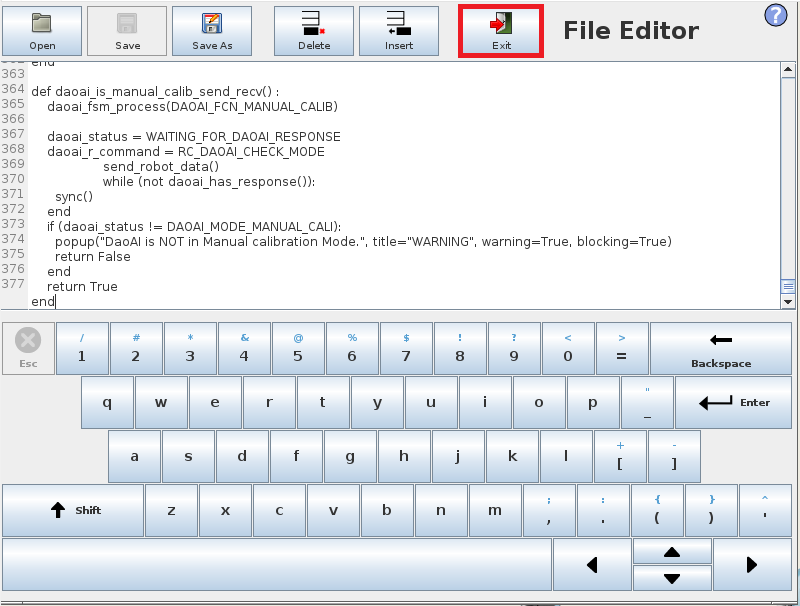 Open
Save
Save As
Delete
Insert
Exit
File Editor
?
362 end
363
364 def daoai_is_manual_calib_send_recv() :
365 daoai_fsm_process(DAOAI_FCN_MANUAL_CALIB)
366
367 daoai_status = WAITING_FOR_DAOAI_RESPONSE
368 daoai_r_command = RC_DAOAI_CHECK_MODE
369 send_robot_data()
370 while (not daoai_has_response()):
371 sync()
372 end
373 if (daoai_status != DAOAI_MODE_MANUAL_CALI):
374 popup("DaoAI is NOT in Manual calibration Mode.", title="WARNING", warning=True, blocking=True)
375 return False
376 end
377 return True
end
Esc
/ # * & @ % $ ! ? < >
1 2 3 4 5 6 7 8 9 0 =
Backspace
q w e r t y u i o p " _ Enter
a s d f g h j k l + [ - ]
Shift z x c v b n m ; , : . { ( } ) ^ '